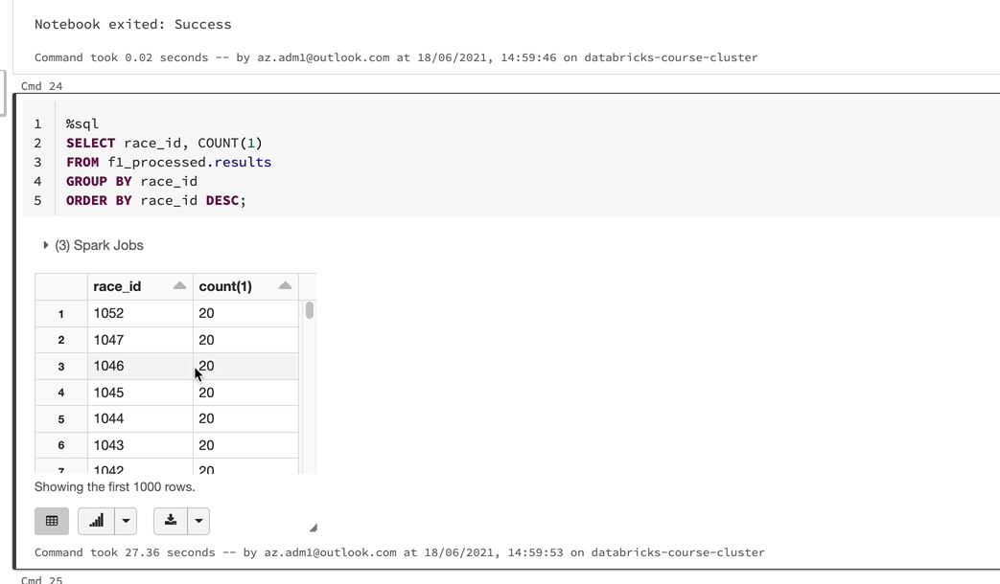 Notebook exited: Success
Command took 0.02 seconds -- by az.adm1@outlook.com at 18/06/2021, 14:59:46 on databricks-course-cluster
Cmd 24
1 %sql
2 SELECT race_id, COUNT(1)
3 FROM f1_processed.results
4 GROUP BY race_id
5 ORDER BY race_id DESC;
(3) Spark Jobs
race_id count(1)
1 1052 20
2 1047 20
3 1046 20
4 1045 20
5 1044 20
6 1043 20
7 1042 20
Showing the first 1000 rows.
Command took 27.36 seconds -- by az.adm1@outlook.com at 18/06/2021, 14:59:53 on databricks-course-cluster
Cmd 25